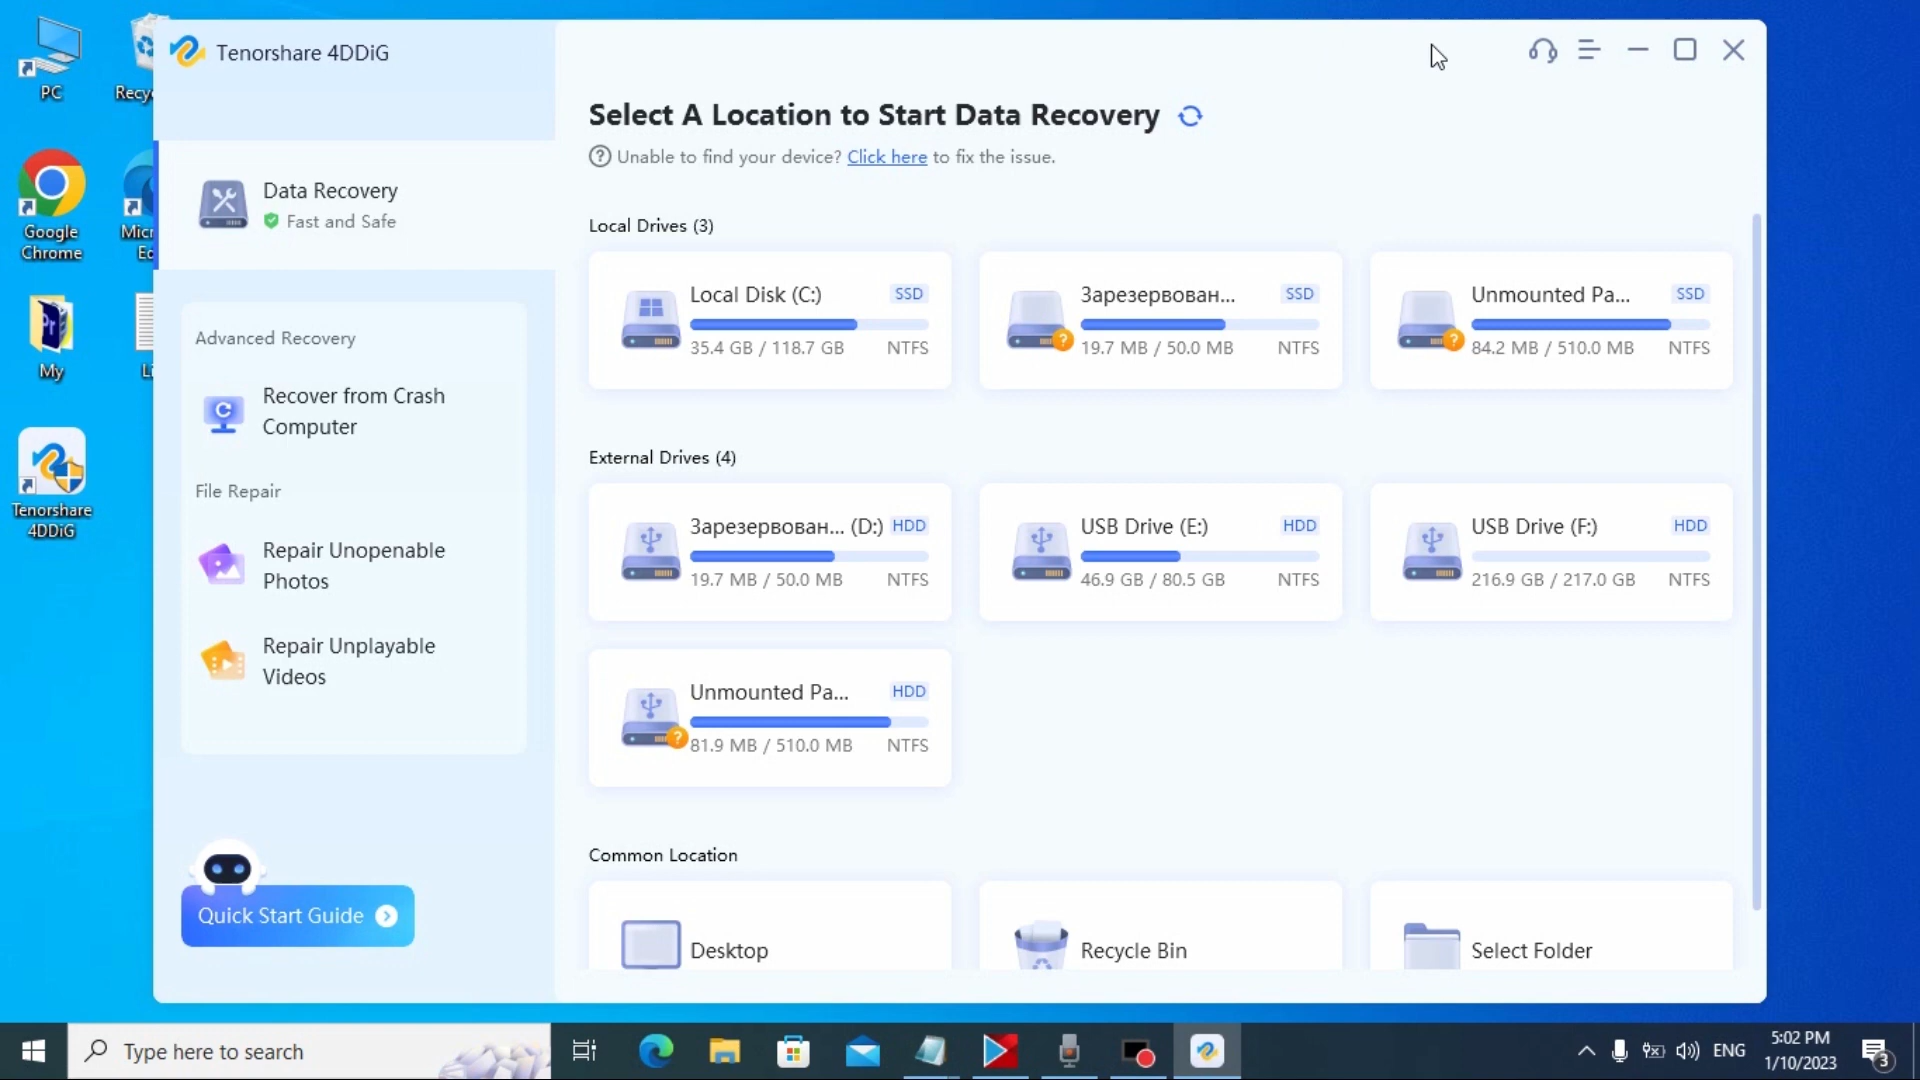 PC
Recy
Google
Chrome
Micr
Ec
My
Li
Tenorshare
4DDiG
Tenorshare 4DDiG
Data Recovery
Fast and Safe
Advanced Recovery
Recover from Crash
Computer
File Repair
Repair Unopenable
Photos
Repair Unplayable
Videos
Quick Start Guide
Select A Location to Start Data Recovery
Unable to find your device? Click here to fix the issue.
Local Drives (3)
Local Disk (C:) SSD
35.4 GB / 118.7 GB NTFS
Зарезервован... SSD
19.7 MB / 50.0 MB NTFS
Unmounted Pa... SSD
84.2 MB / 510.0 MB NTFS
External Drives (4)
Зарезервован... (D:) HDD
19.7 MB / 50.0 MB NTFS
USB Drive (E:) HDD
46.9 GB / 80.5 GB NTFS
USB Drive (F:) HDD
216.9 GB / 217.0 GB NTFS
Unmounted Pa... HDD
81.9 MB / 510.0 MB NTFS
Common Location
Desktop
Recycle Bin
Select Folder
Type here to search
ENG
5:02 PM
1/10/2023
3